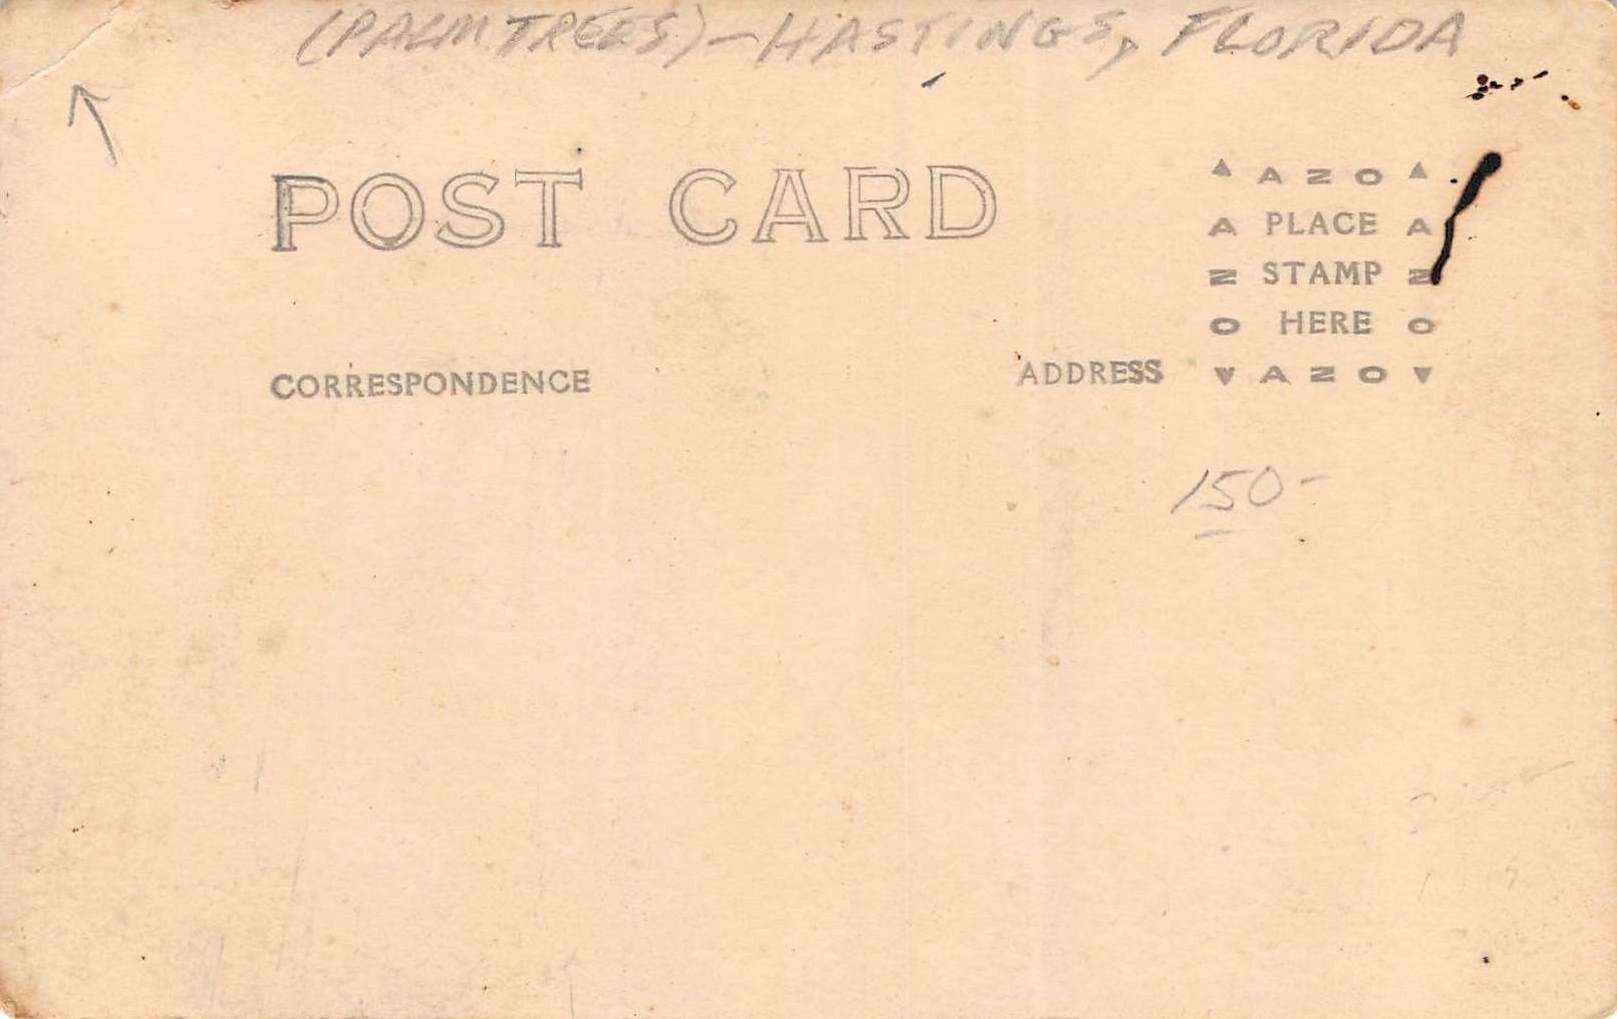 (PALM TREES) - HASTINGS, FLORIDA
POST CARD
▲ A Z O ▲
A PLACE A
Z STAMP Z
O HERE O
▼ A Z O ▼
CORRESPONDENCE
ADDRESS
150-